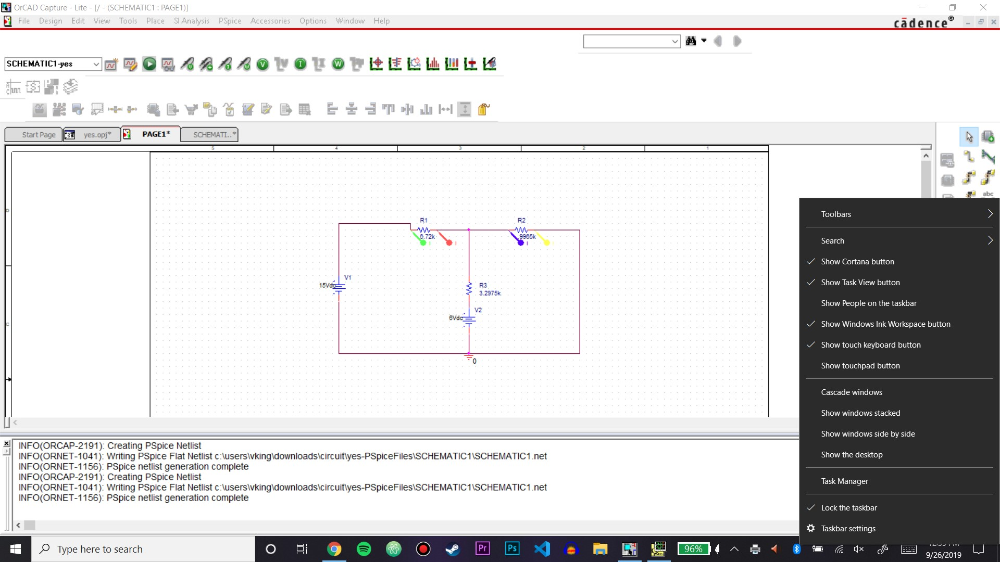 OrCAD Capture - Lite - [/ - (SCHEMATIC1 : PAGE1)]
File Design Edit View Tools Place SI Analysis PSpice Accessories Options Window Help
cādence®
SCHEMATIC1-yes
V I W
Start Page yes.opj* PAGE1* SCHEMATI..*
5 4 3 2 1
abc
D
R1 R2
6.72k .9965k
V1
15Vdc
R3
3.2975k
V2
6Vdc
C
0
Toolbars
Search
Show Cortana button
Show Task View button
Show People on the taskbar
Show Windows Ink Workspace button
Show touch keyboard button
Show touchpad button
Cascade windows
Show windows stacked
Show windows side by side
Show the desktop
Task Manager
Lock the taskbar
Taskbar settings
INFO(ORCAP-2191): Creating PSpice Netlist
INFO(ORNET-1041): Writing PSpice Flat Netlist c:\users\vking\downloads\circuit\yes-PSpiceFiles\SCHEMATIC1\SCHEMATIC1.net
INFO(ORNET-1156): PSpice netlist generation complete
INFO(ORCAP-2191): Creating PSpice Netlist
INFO(ORNET-1041): Writing PSpice Flat Netlist c:\users\vking\downloads\circuit\yes-PSpiceFiles\SCHEMATIC1\SCHEMATIC1.net
INFO(ORNET-1156): PSpice netlist generation complete
Type here to search
Pr Ps
96%
9/26/2019